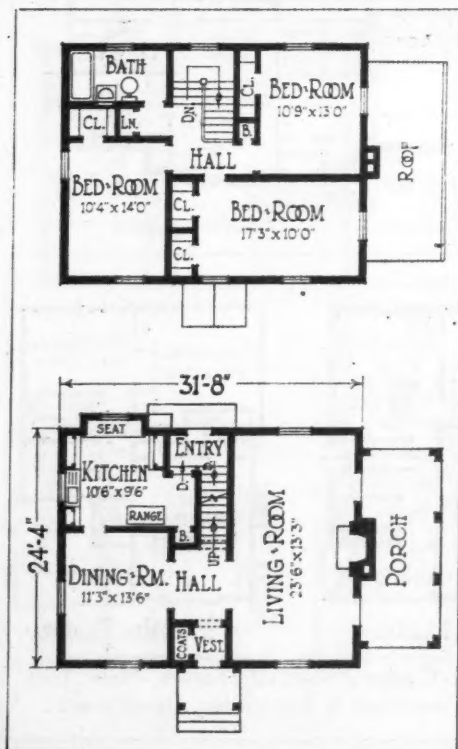 BATH
DN.
CL.
BED-ROOM
10'9"x13'0"
CL.
LN.
B.
HALL
ROOF
BED-ROOM
10'4"x14'0"
CL.
BED-ROOM
17'3"x10'0"
CL.
31'-8"
SEAT
ENTRY
KITCHEN
10'6"x9'6"
D.
RANGE
B.
UP
24'-4"
DINING-RM.
11'3"x13'6"
HALL
LIVING-ROOM
23'6"x13'3"
PORCH
COATS
VEST.